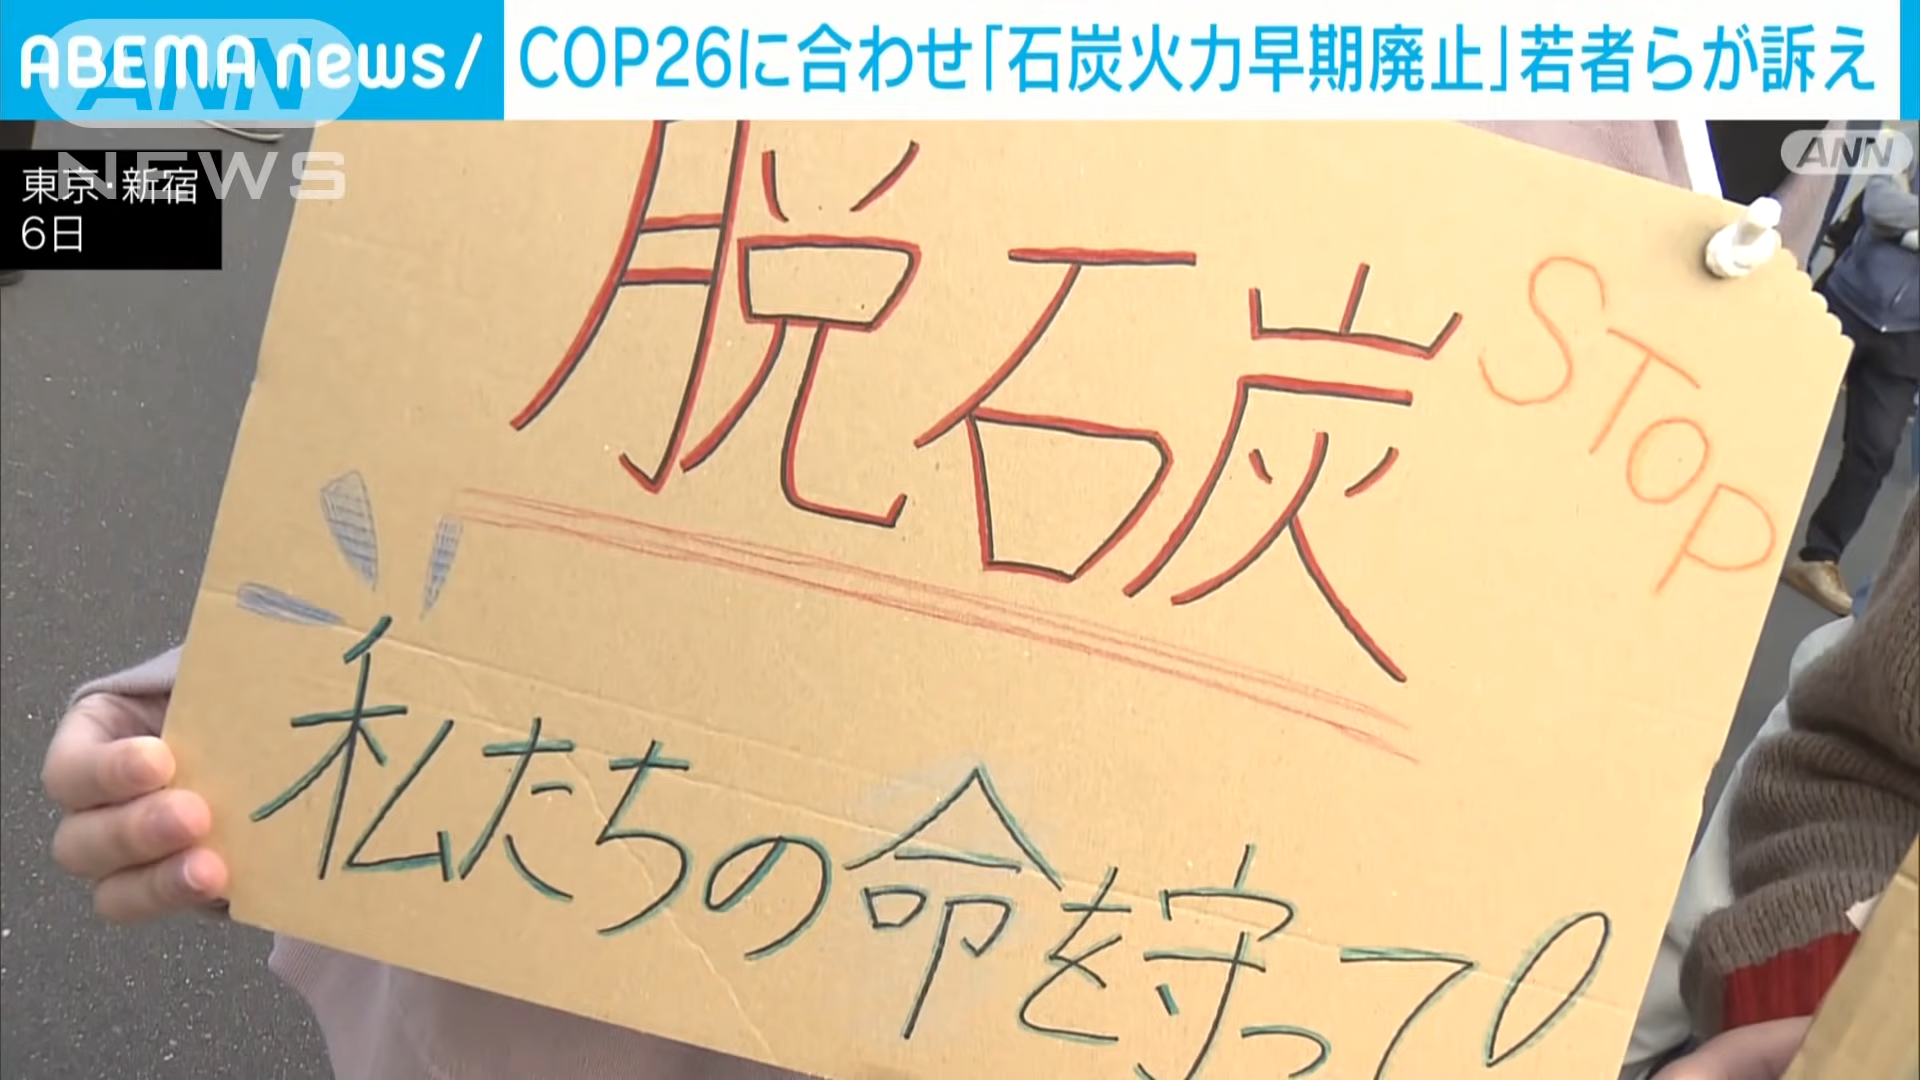 ABEMA news/
COP26に合わせ「石炭火力早期廃止」若者らが訴え
ANN
NEWS
ANN
東京・新宿
6日
脱石炭
STOP
私たちの命を守って